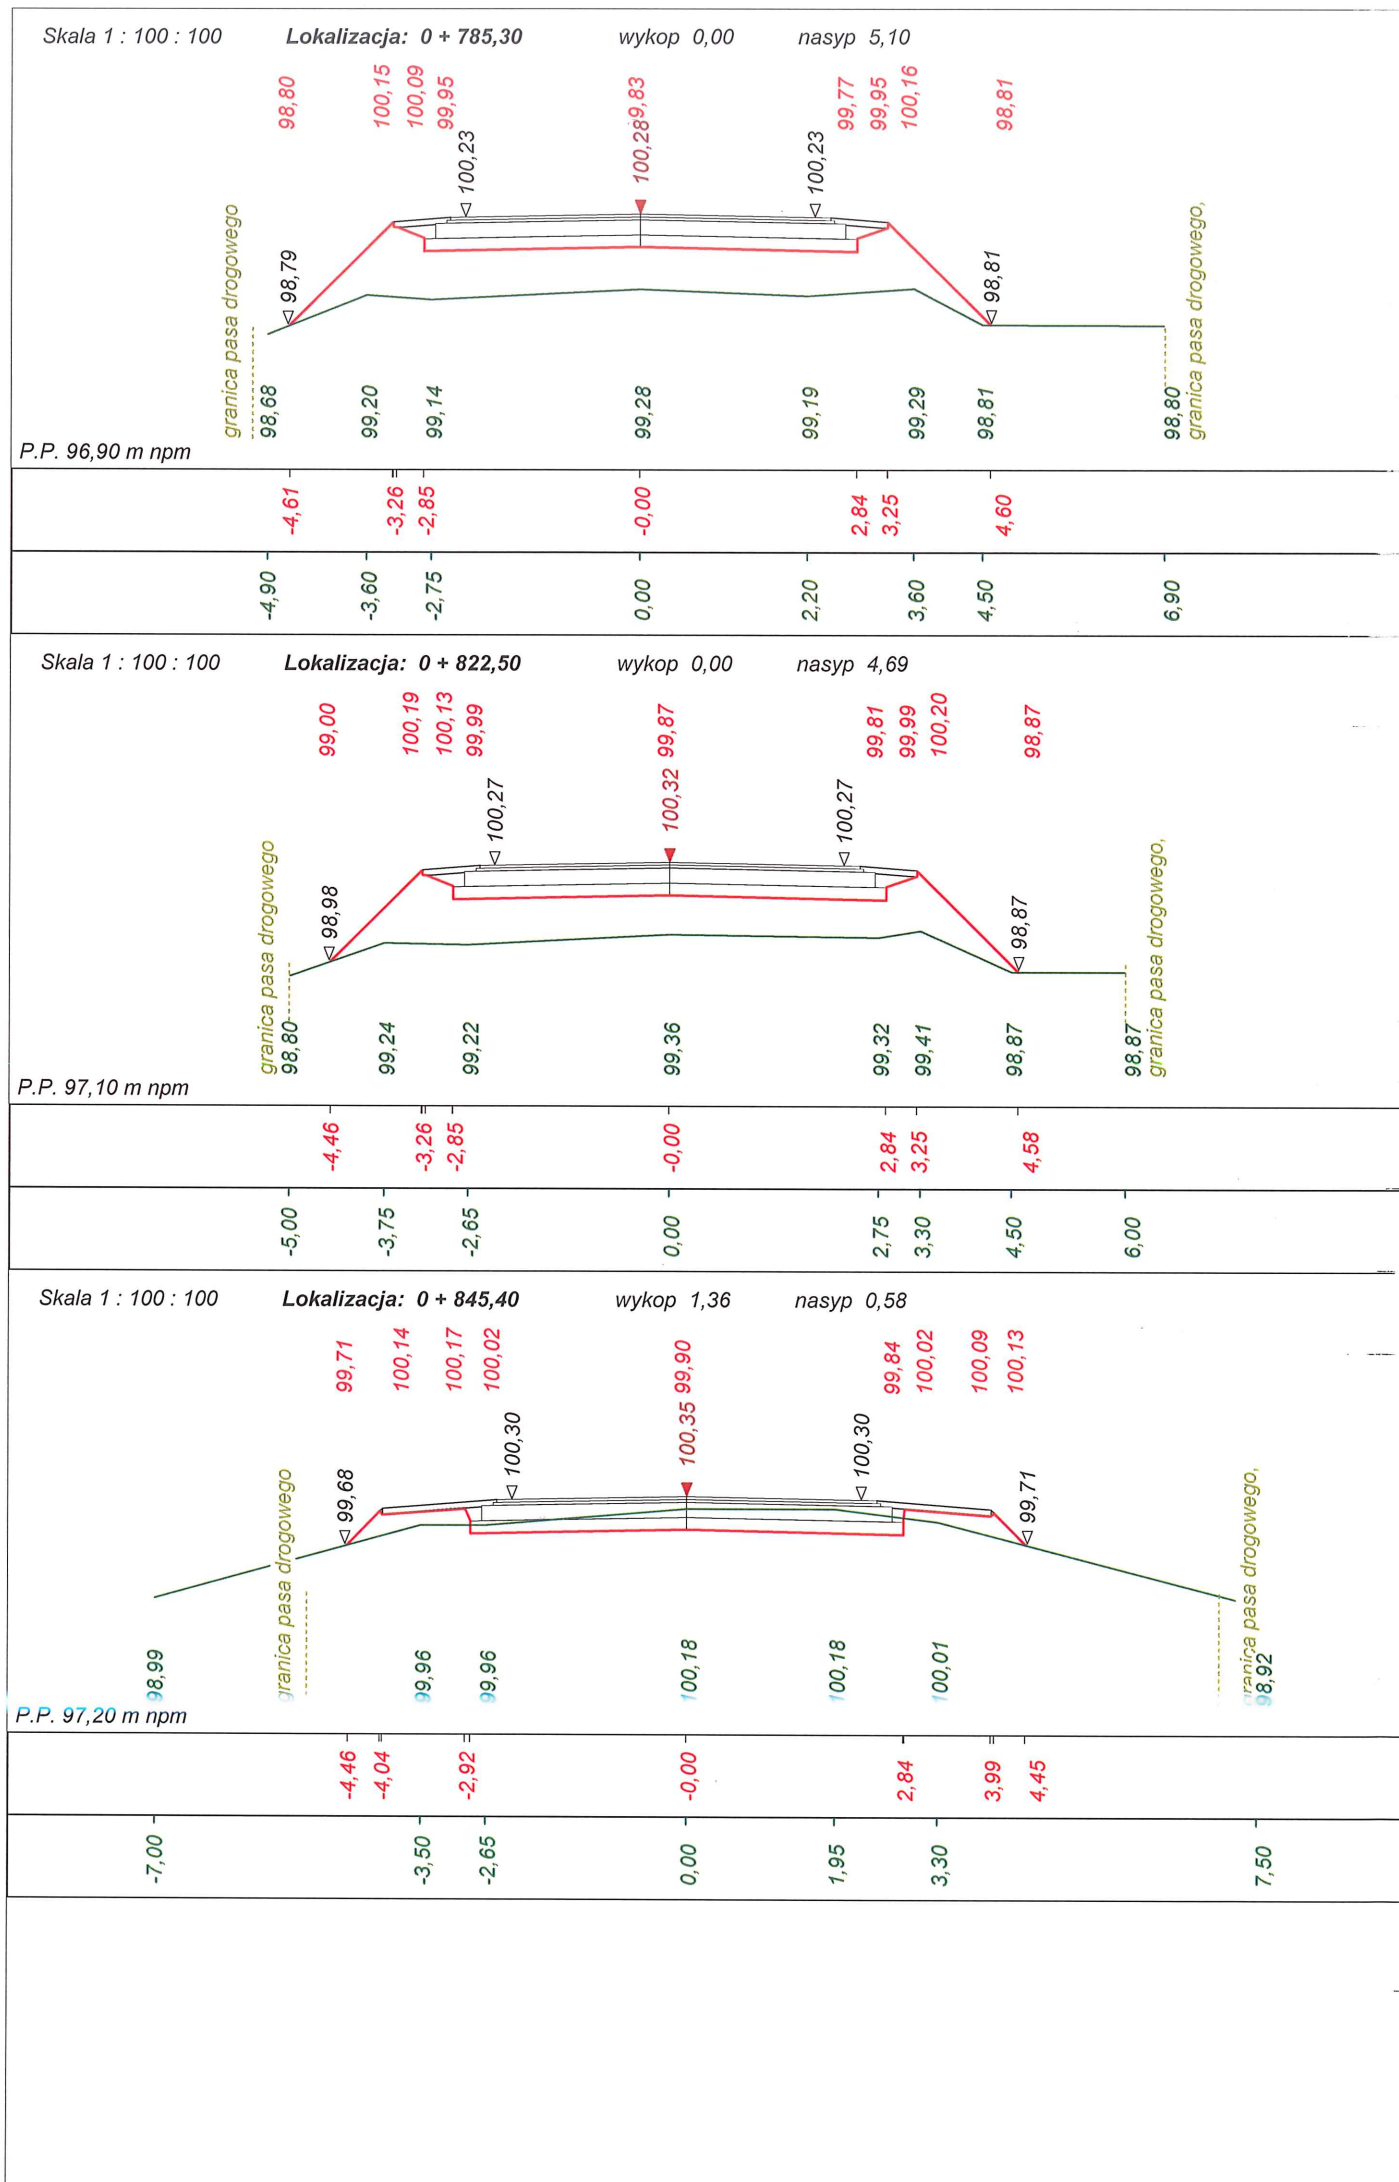 Skala 1 : 100 : 100 Lokalizacja: 0 + 785,30 wykop 0,00 nasyp 5,10
98,80 100,15 100,09 99,95 100,28 9,83 99,77 99,95 100,16 98,81
100,23 100,23
98,79 98,81
granica pasa drogowego granica pasa drogowego,
98,68 99,20 99,14 99,28 99,19 99,29 98,81 98,80
P.P. 96,90 m npm
-4,61 -3,26 -2,85 -0,00 2,84 3,25 4,60
-4,90 -3,60 -2,75 0,00 2,20 3,60 4,50 6,90
Skala 1 : 100 : 100 Lokalizacja: 0 + 822,50 wykop 0,00 nasyp 4,69
99,00 100,19 100,13 99,99 100,32 99,87 99,81 99,99 100,20 98,87
100,27 100,27
98,98 98,87
granica pasa drogowego granica pasa drogowego,
98,80 99,24 99,22 99,36 99,32 99,41 98,87 98,87
P.P. 97,10 m npm
-4,46 -3,26 -2,85 -0,00 2,84 3,25 4,58
-5,00 -3,75 -2,65 0,00 2,75 3,30 4,50 6,00
Skala 1 : 100 : 100 Lokalizacja: 0 + 845,40 wykop 1,36 nasyp 0,58
99,71 100,14 100,17 100,02 100,35 99,90 99,84 100,02 100,09 100,13
100,30 100,30
99,68 99,71
granica pasa drogowego granica pasa drogowego,
98,99 99,96 99,96 100,18 100,18 100,01 98,92
P.P. 97,20 m npm
-4,46 -4,04 -2,92 -0,00 2,84 3,99 4,45
-7,00 -3,50 -2,65 0,00 1,95 3,30 7,50